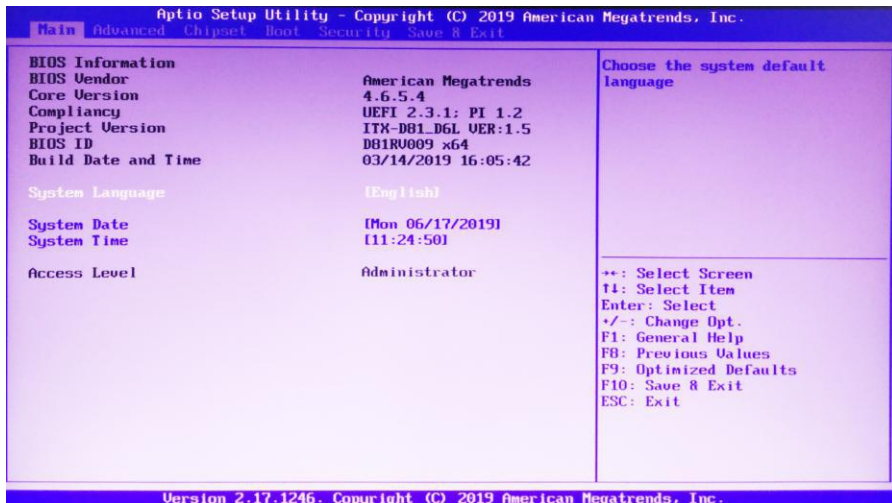 Aptio Setup Utility - Copyright (C) 2019 American Megatrends, Inc.
Main Advanced Chipset Boot Security Save & Exit
BIOS Information
BIOS Vendor American Megatrends
Core Version 4.6.5.4
Compliancy UEFI 2.3.1; PI 1.2
Project Version ITX-D81_D6L VER:1.5
BIOS ID D81RV009 x64
Build Date and Time 03/14/2019 16:05:42
System Language [English]
System Date [Mon 06/17/2019]
System Time [11:24:50]
Access Level Administrator
Choose the system default
language
→←: Select Screen
↑↓: Select Item
Enter: Select
+/-: Change Opt.
F1: General Help
F8: Previous Values
F9: Optimized Defaults
F10: Save & Exit
ESC: Exit
Version 2.17.1246. Copyright (C) 2019 American Megatrends, Inc.